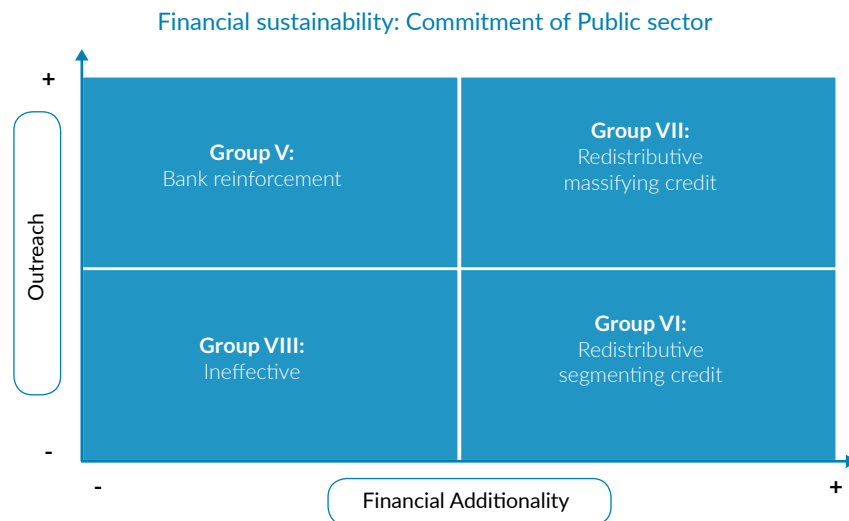 Financial sustainability: Commitment of Public sector
+
Group V:
Bank reinforcement
Group VII:
Redistributive
massifying credit
Outreach
Group VIII:
Ineffective
Group VI:
Redistributive
segmenting credit
-
-
+
Financial Additionality